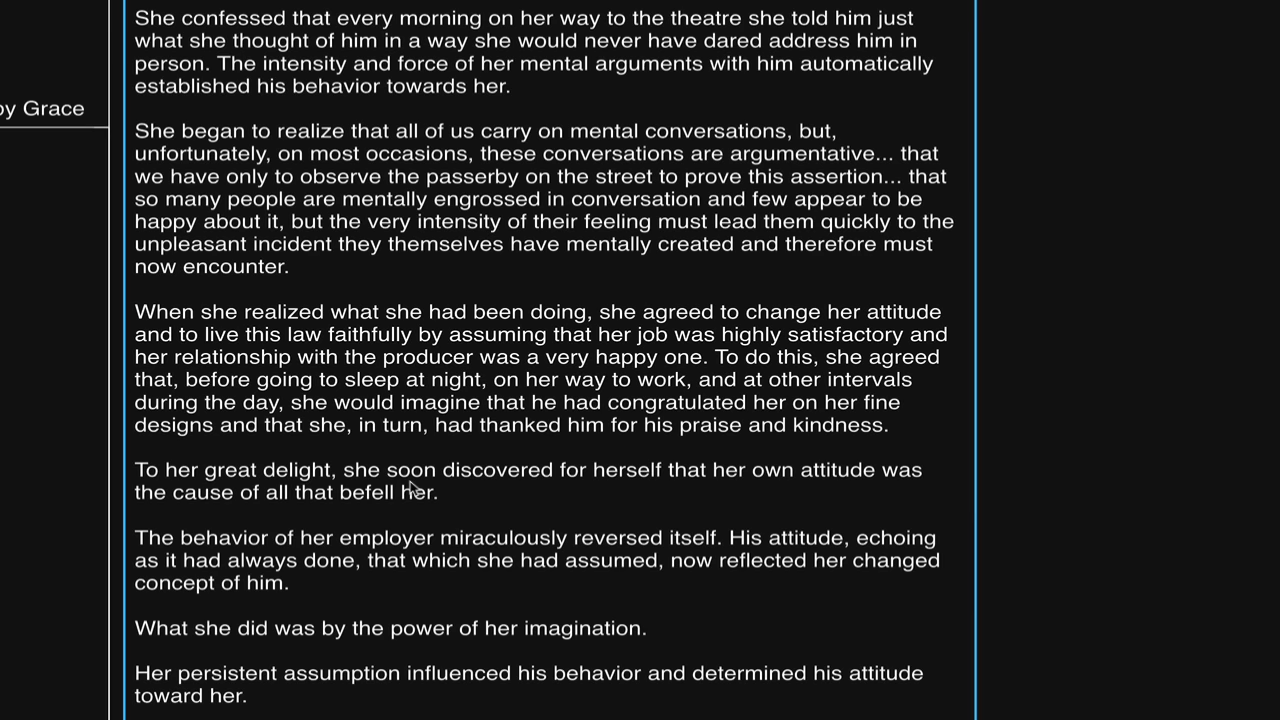 She confessed that every morning on her way to the theatre she told him just
what she thought of him in a way she would never have dared address him in
person. The intensity and force of her mental arguments with him automatically
established his behavior towards her.
by Grace
She began to realize that all of us carry on mental conversations, but,
unfortunately, on most occasions, these conversations are argumentative... that
we have only to observe the passerby on the street to prove this assertion... that
so many people are mentally engrossed in conversation and few appear to be
happy about it, but the very intensity of their feeling must lead them quickly to the
unpleasant incident they themselves have mentally created and therefore must
now encounter.
When she realized what she had been doing, she agreed to change her attitude
and to live this law faithfully by assuming that her job was highly satisfactory and
her relationship with the producer was a very happy one. To do this, she agreed
that, before going to sleep at night, on her way to work, and at other intervals
during the day, she would imagine that he had congratulated her on her fine
designs and that she, in turn, had thanked him for his praise and kindness.
To her great delight, she soon discovered for herself that her own attitude was
the cause of all that befell her.
The behavior of her employer miraculously reversed itself. His attitude, echoing
as it had always done, that which she had assumed, now reflected her changed
concept of him.
What she did was by the power of her imagination.
Her persistent assumption influenced his behavior and determined his attitude
toward her.